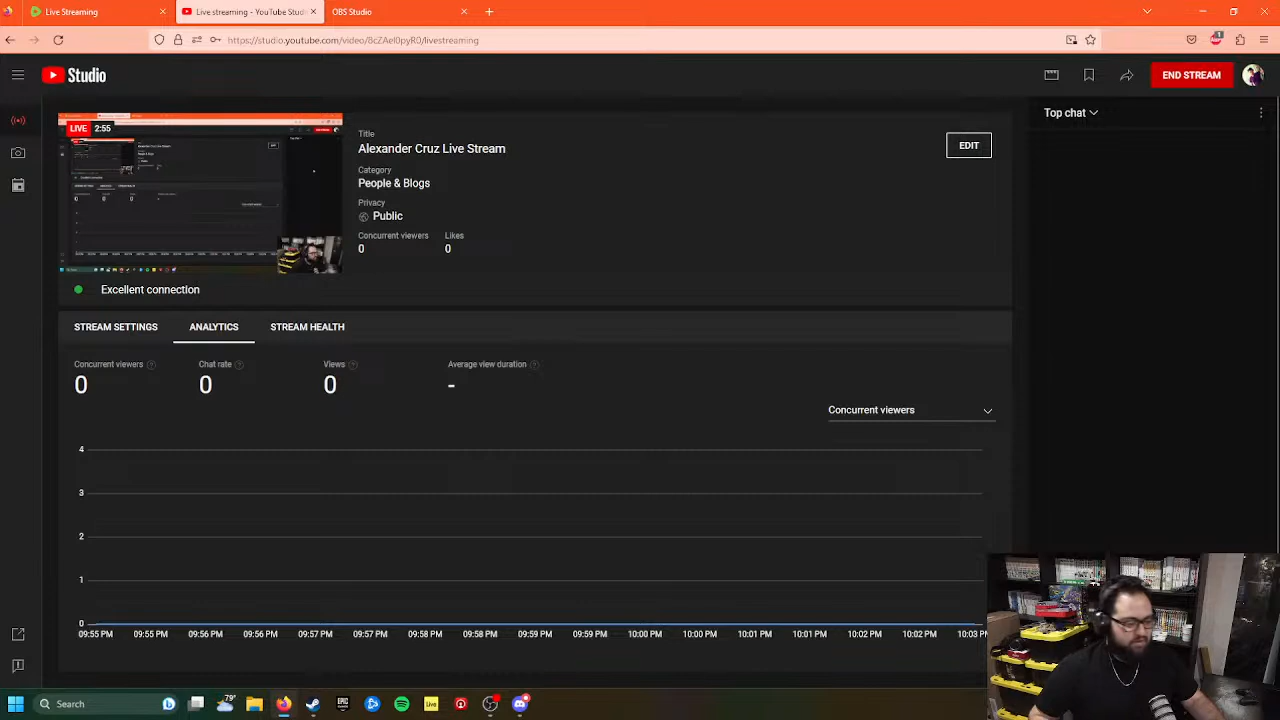 Live Streaming
Live streaming - YouTube Studi
OBS Studio
https://studio.youtube.com/video/8cZAel0pyR0/livestreaming
1
Studio
END STREAM
LIVE 2:55
Title
Alexander Cruz Live Stream
EDIT
Category
People & Blogs
Privacy
Public
Concurrent viewers Likes
0 0
Excellent connection
Top chat
STREAM SETTINGS ANALYTICS STREAM HEALTH
Concurrent viewers Chat rate Views Average view duration
0 0 0 -
Concurrent viewers
4
3
2
1
0
09:55 PM 09:55 PM 09:56 PM 09:56 PM 09:57 PM 09:57 PM 09:58 PM 09:58 PM 09:59 PM 09:59 PM 10:00 PM 10:00 PM 10:01 PM 10:01 PM 10:02 PM 10:02 PM 10:03 P
Search
79°
EPIC
Live